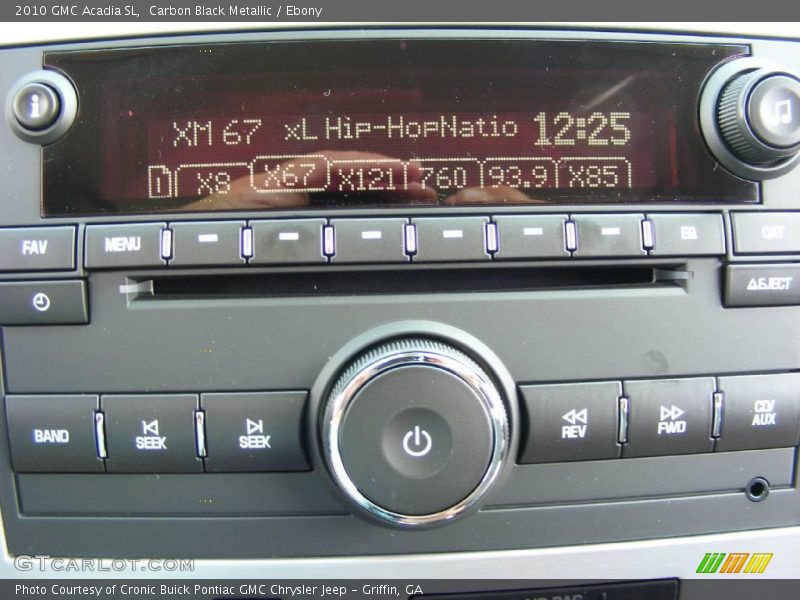 2010 GMC Acadia SL, Carbon Black Metallic / Ebony
i
XM 67 xL Hip-HopNatio 12:25
1 X8 X67 X121 760 93.9 X85
FAV MENU EQ CAT
EJECT
BAND SEEK SEEK REV FWD CD/AUX
GTCARLOT.COM
Photo Courtesy of Cronic Buick Pontiac GMC Chrysler Jeep - Griffin, GA